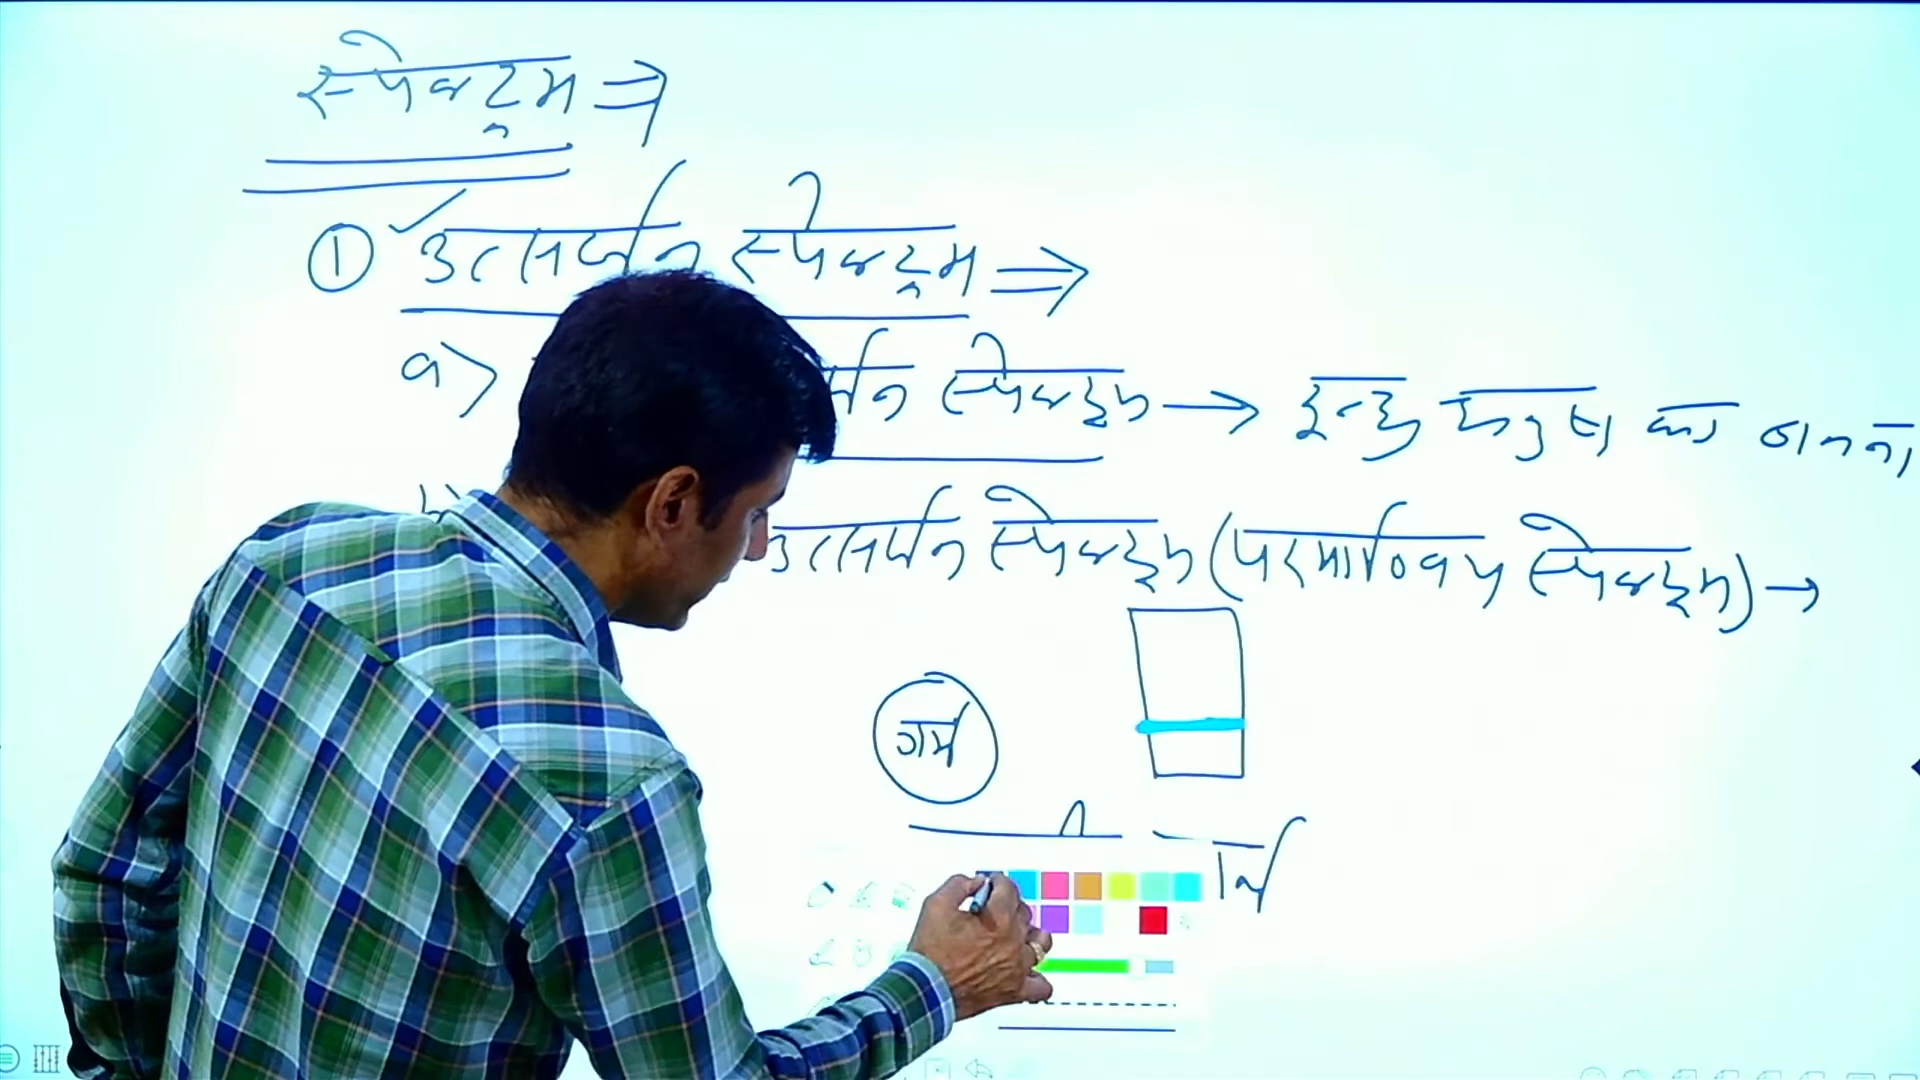 स्पेक्ट्रम ⇒
① उत्सर्जन स्पेक्ट्रम ⇒
a> स्पेक्ट्रम → इन्द्र धनुष का बनना
उत्सर्जन स्पेक्ट्रम (परमाण्विय स्पेक्ट्रम) →
गर्म